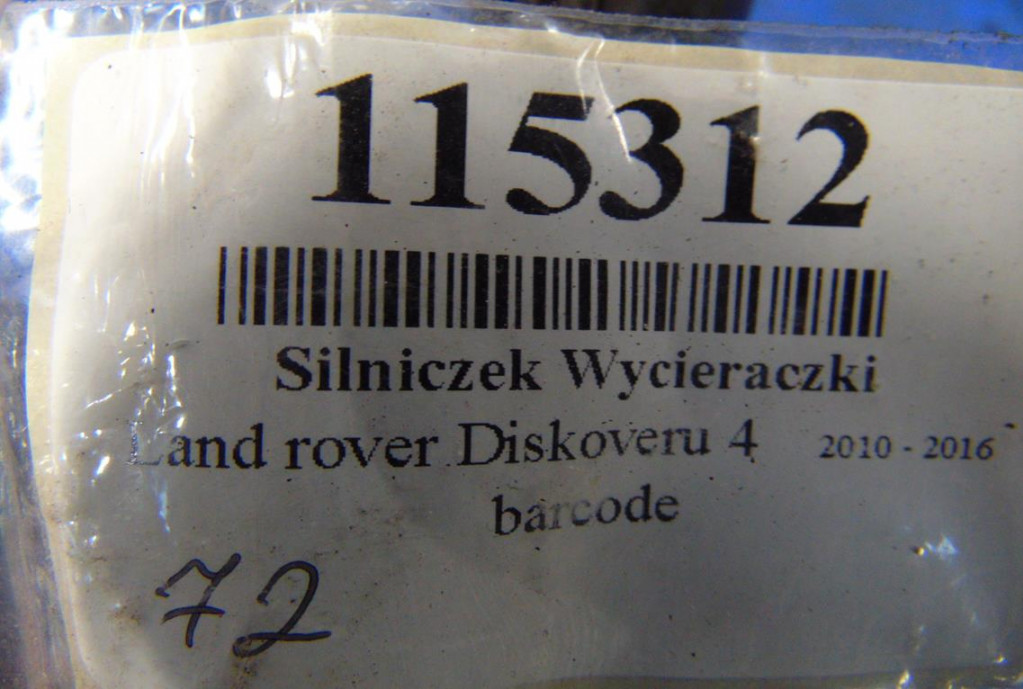 115312
Silniczek Wycieraczki
Land rover Diskoveru 4 2010 - 2016
barcode
72